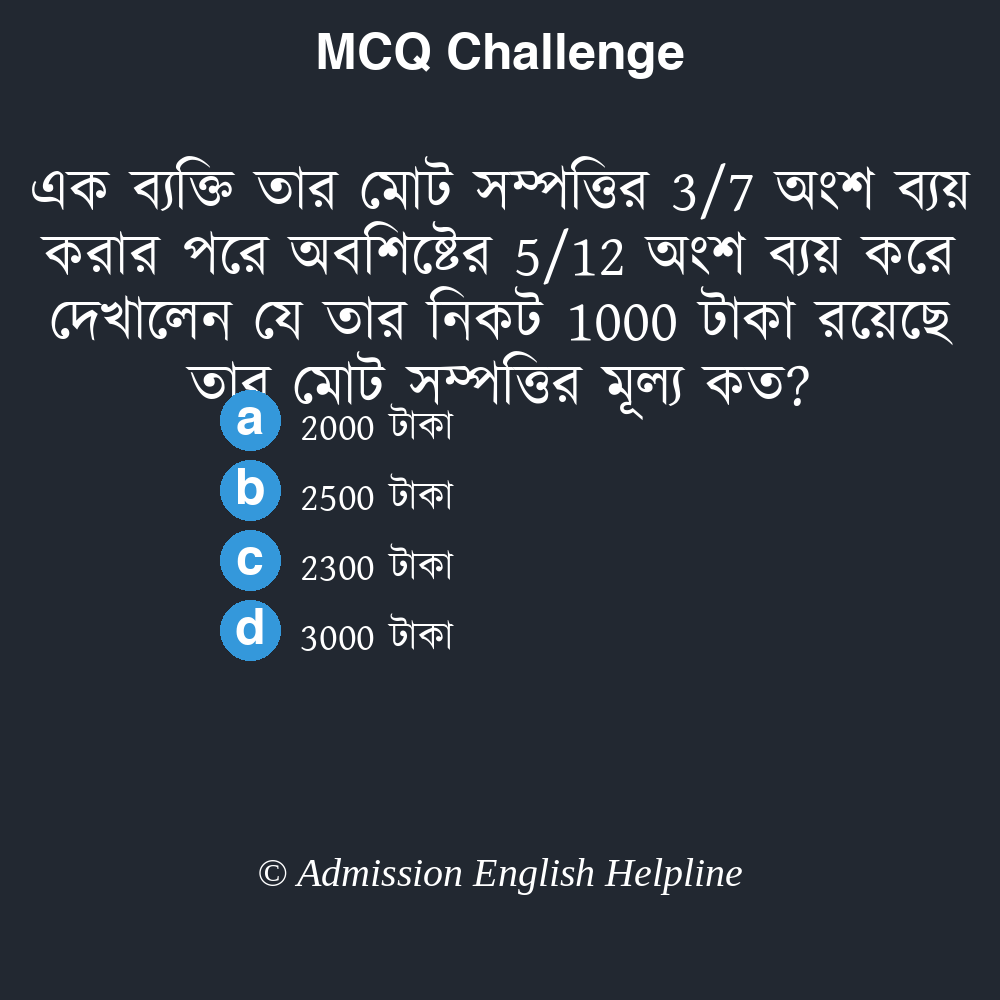 MCQ Challenge
এক ব্যক্তি তার মোট সম্পত্তির 3/7 অংশ ব্যয়
করার পরে অবশিষ্টের 5/12 অংশ ব্যয় করে
দেখালেন যে তার নিকট 1000 টাকা রয়েছে
তার মোট সম্পত্তির মূল্য কত?
a 2000 টাকা
b 2500 টাকা
c 2300 টাকা
d 3000 টাকা
© Admission English Helpline